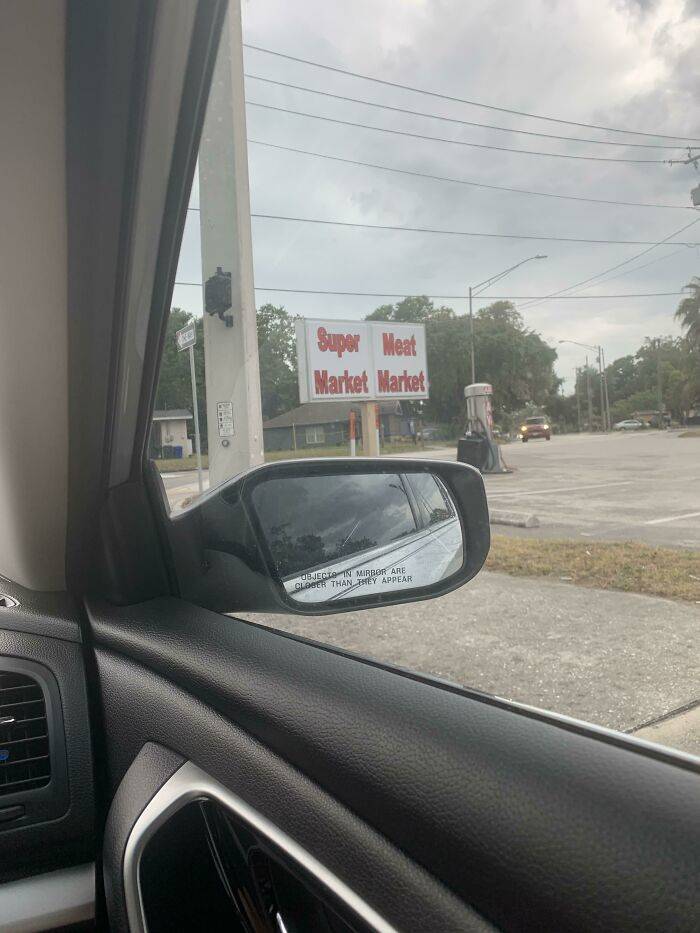 Super
Market
Meat
Market
OBJECTS IN MIRROR ARE
CLOSER THAN THEY APPEAR